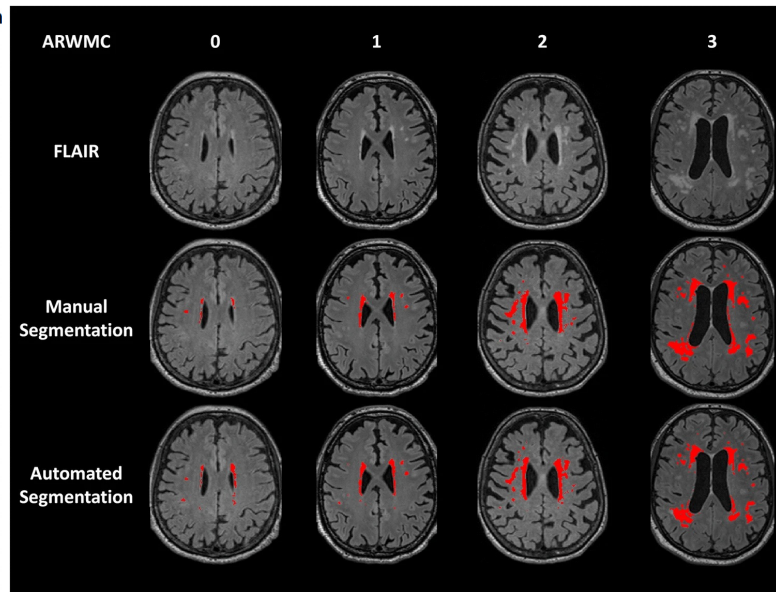 ARWMC 0 1 2 3
FLAIR
Manual
Segmentation
Automated
Segmentation